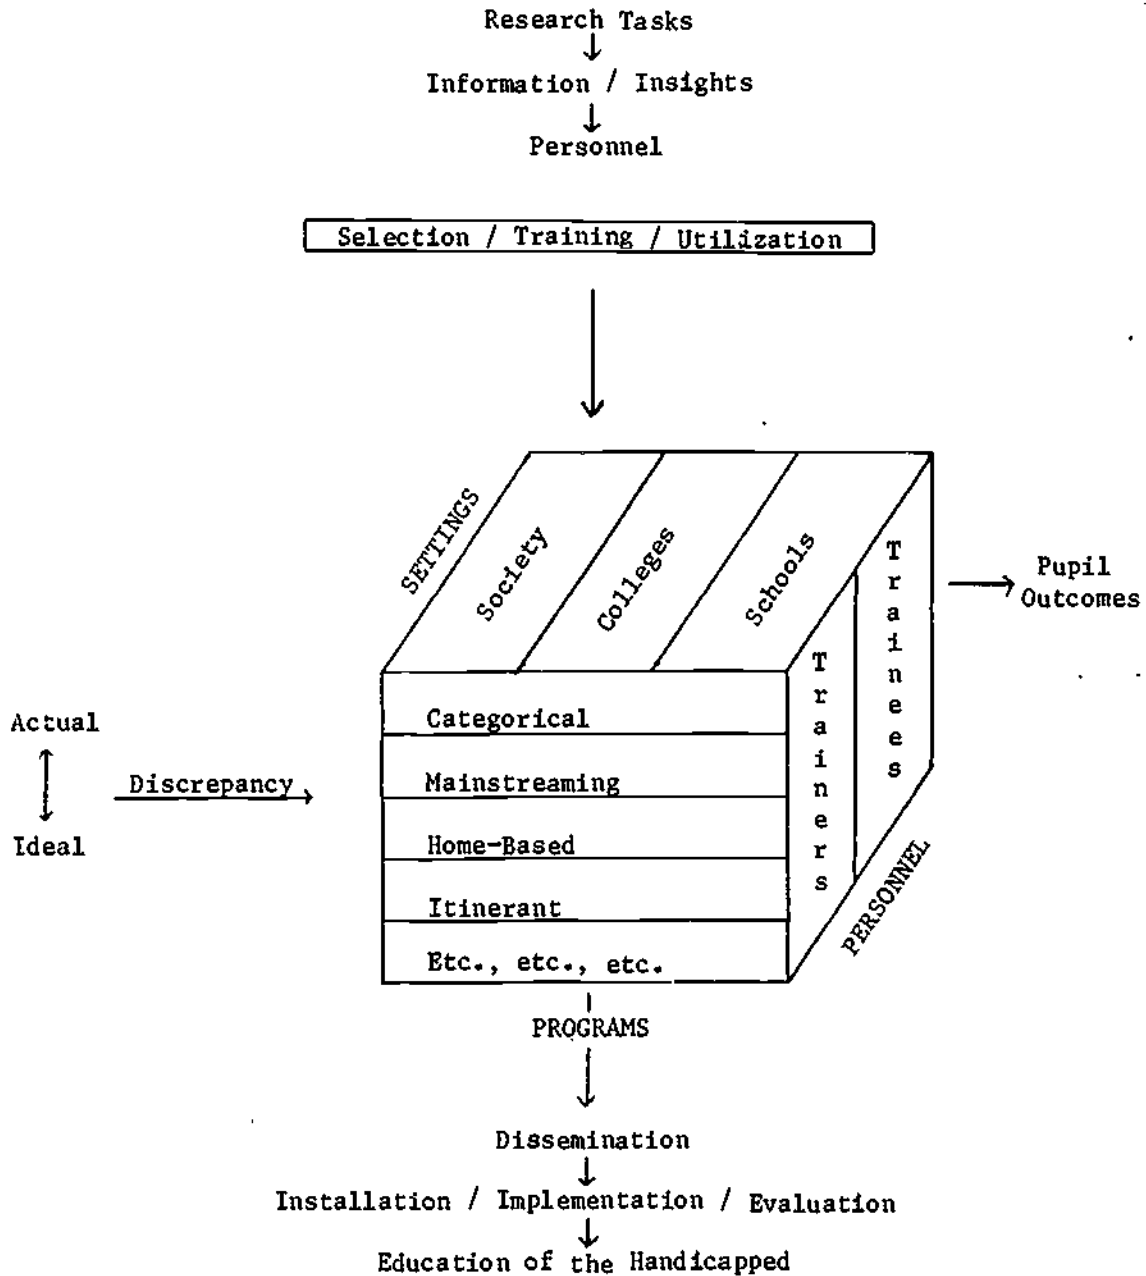 Research Tasks
Information / Insights
Personnel
Selection / Training / Utilization
SETTINGS
Society
Colleges
Schools
Trainers
Trainees
PERSONNEL
Pupil
Outcomes
Actual
Discrepancy
Ideal
Categorical
Mainstreaming
Home-Based
Itinerant
Etc., etc., etc.
PROGRAMS
Dissemination
Installation / Implementation / Evaluation
Education of the Handicapped